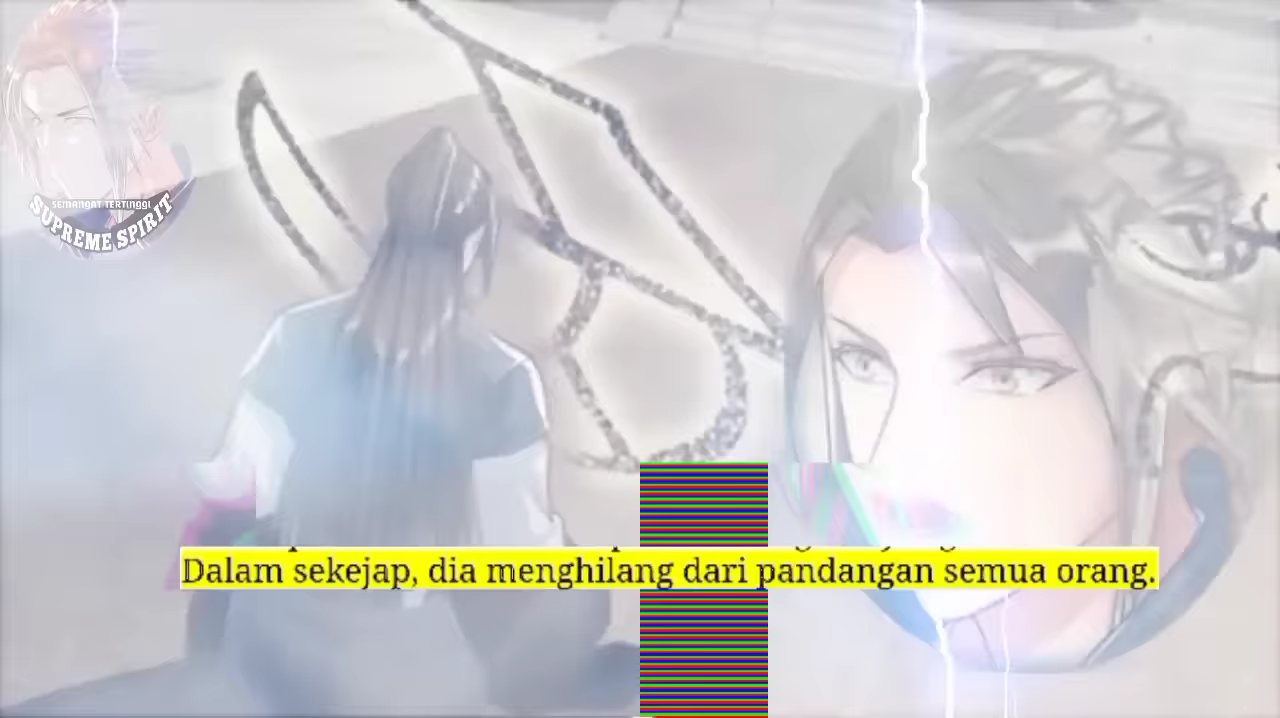 SEMANGAT TERTINGGI
SUPREME SPIRIT
Dalam sekejap, dia menghilang dari pandangan semua orang.